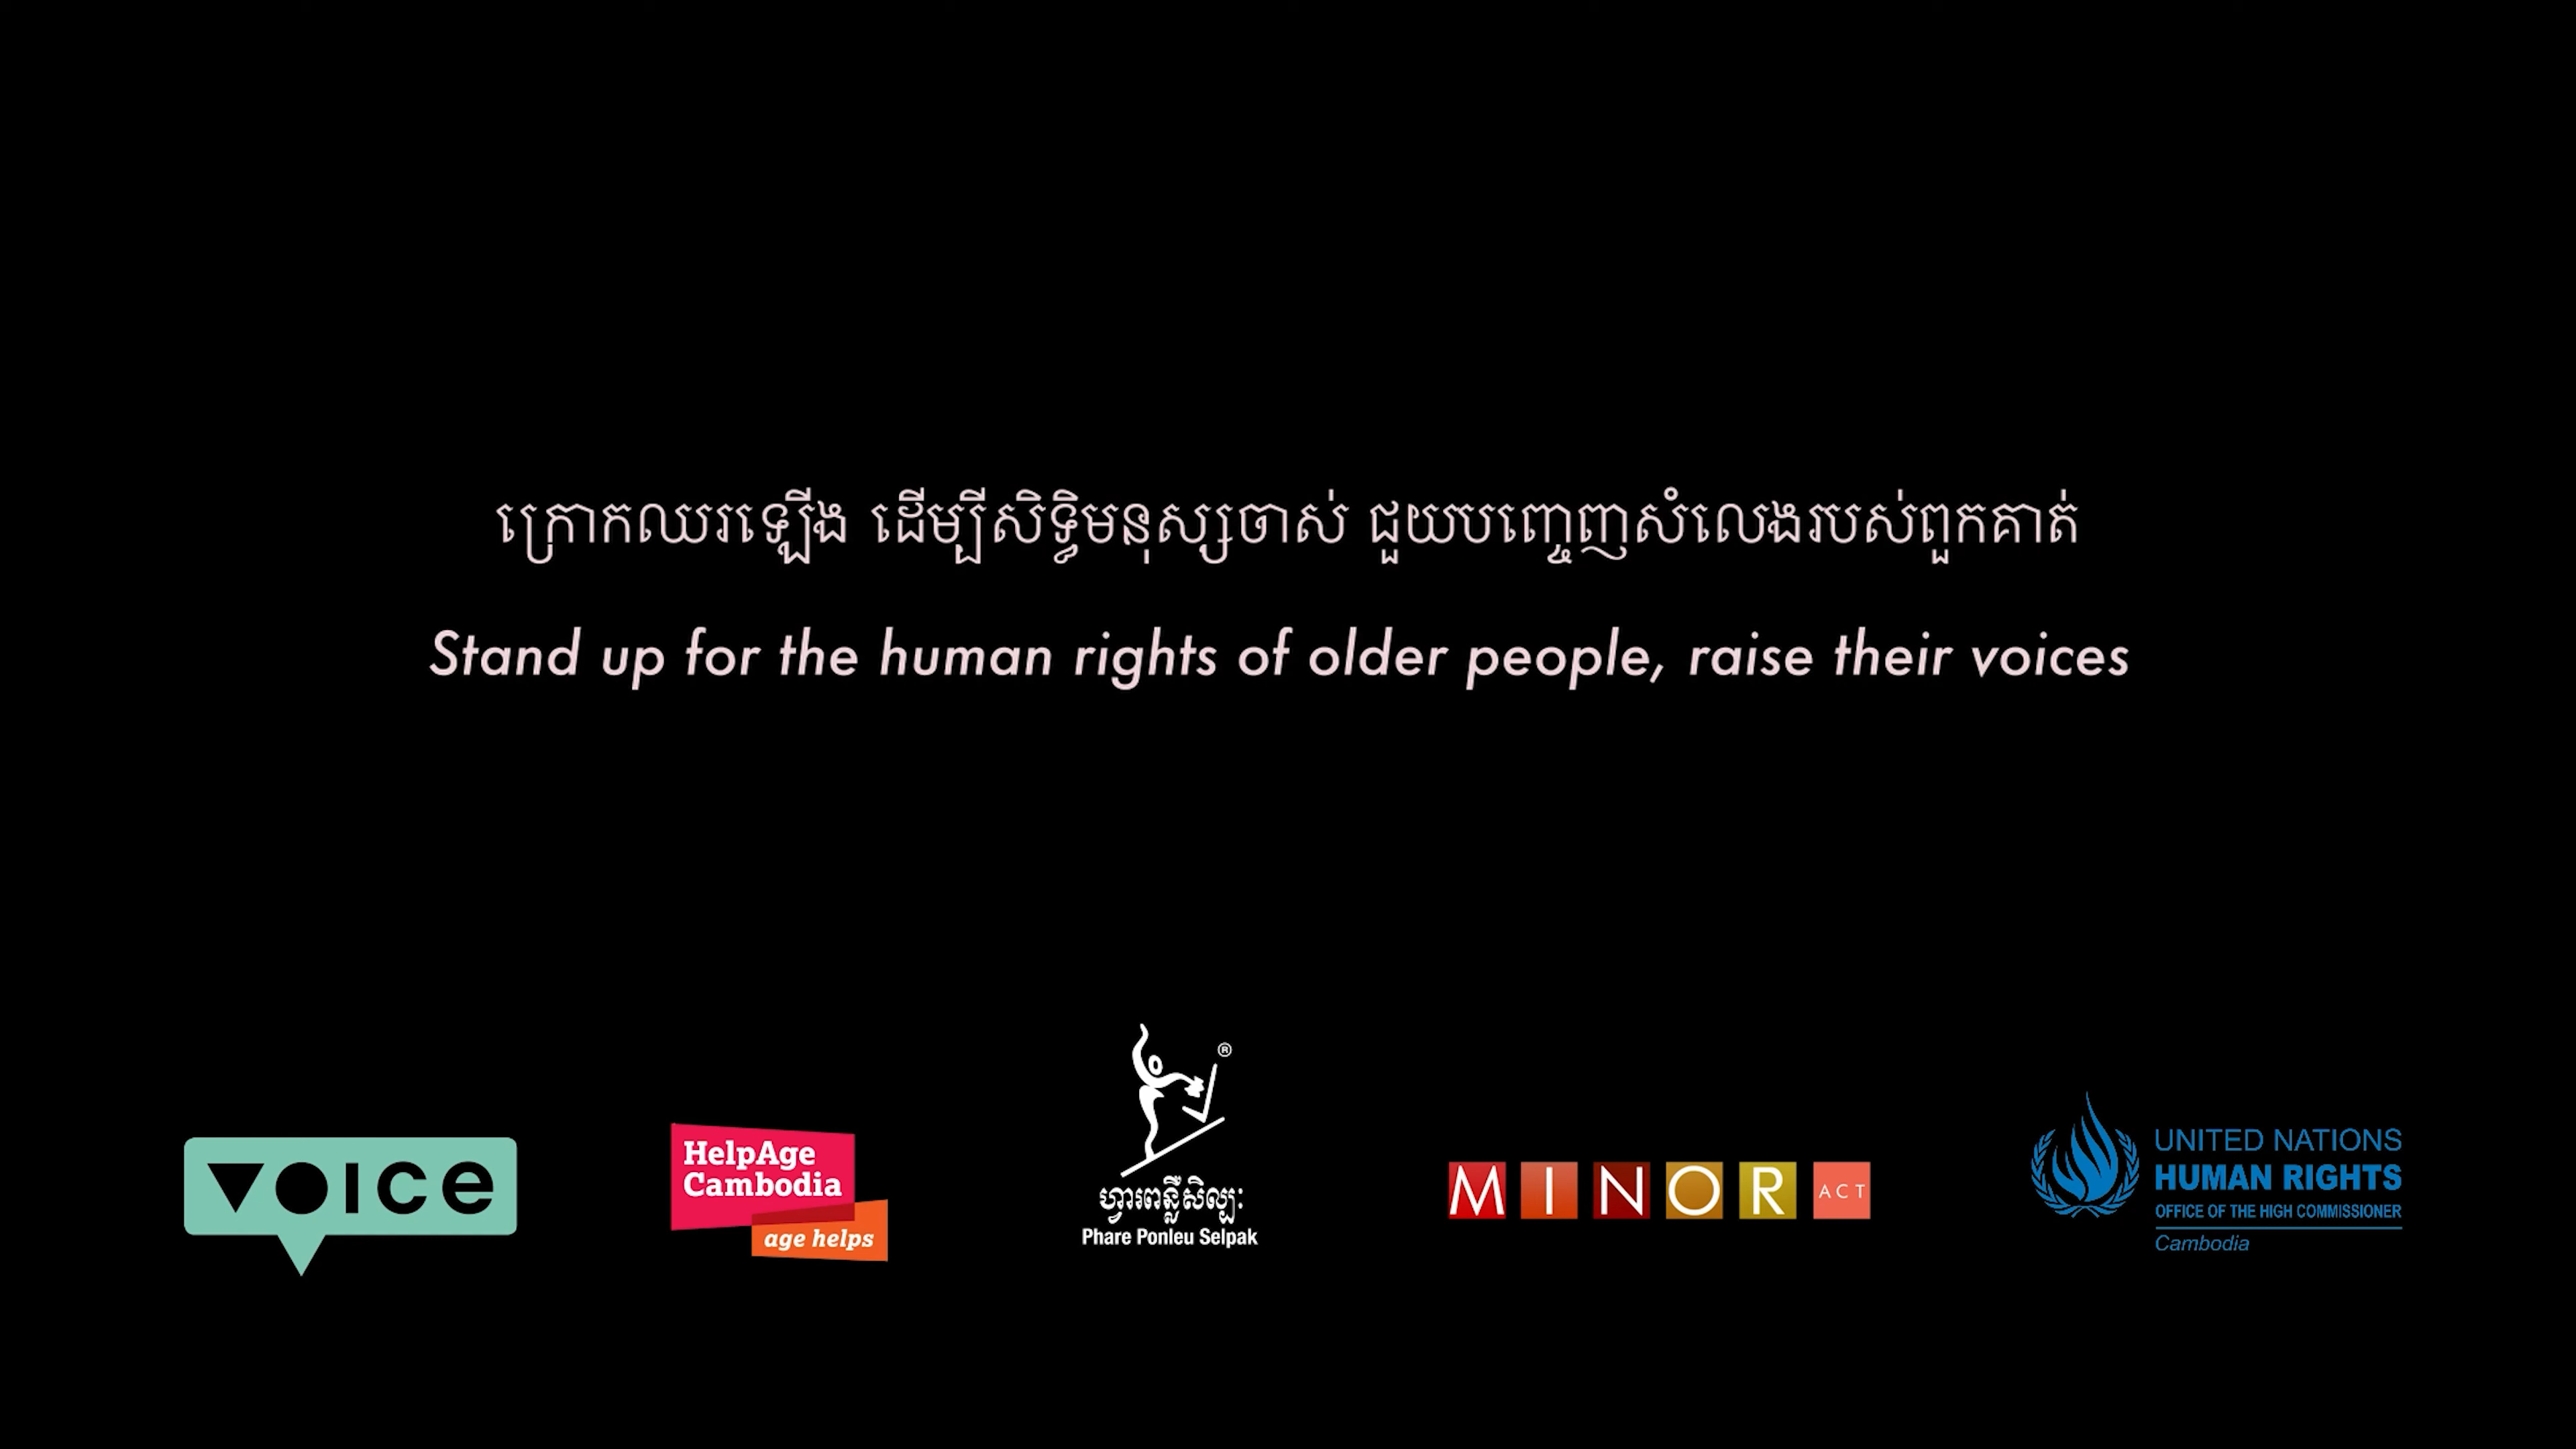 ក្រោកឈរឡើង ដើម្បីសិទ្ធិមនុស្សចាស់ ជួយបញ្ចេញសំលេងរបស់ពួកគាត់
Stand up for the human rights of older people, raise their voices
VOICE
HelpAge
Cambodia
age helps
®
ហ្វារពន្លឺសិល្បៈ
Phare Ponleu Selpak
MINOR ACT
UNITED NATIONS
HUMAN RIGHTS
OFFICE OF THE HIGH COMMISSIONER
Cambodia